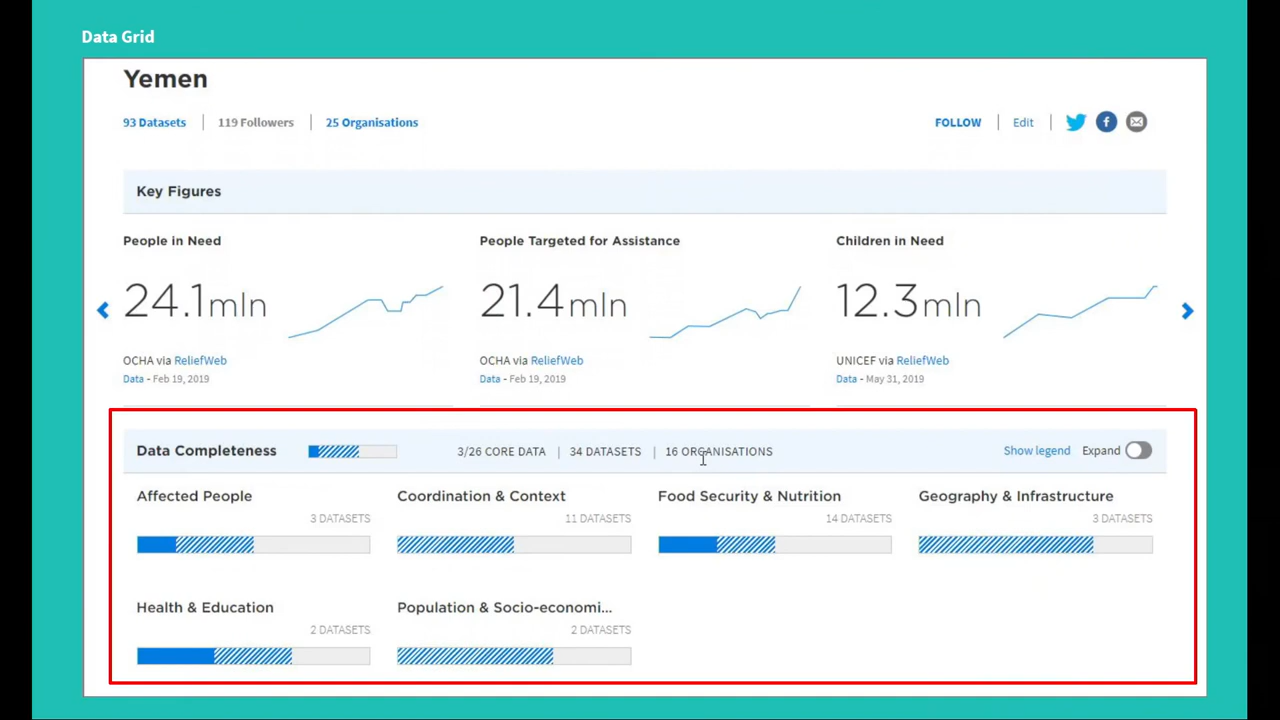 Data Grid
Yemen
93 Datasets | 119 Followers | 25 Organisations
FOLLOW | Edit |
Key Figures
People in Need
24.1mln
OCHA via ReliefWeb
Data - Feb 19, 2019
People Targeted for Assistance
21.4mln
OCHA via ReliefWeb
Data - Feb 19, 2019
Children in Need
12.3mln
UNICEF via ReliefWeb
Data - May 31, 2019
Data Completeness
3/26 CORE DATA | 34 DATASETS | 16 ORGANISATIONS
Show legend
Expand
Affected People
3 DATASETS
Coordination & Context
11 DATASETS
Food Security & Nutrition
14 DATASETS
Geography & Infrastructure
3 DATASETS
Health & Education
2 DATASETS
Population & Socio-economi...
2 DATASETS